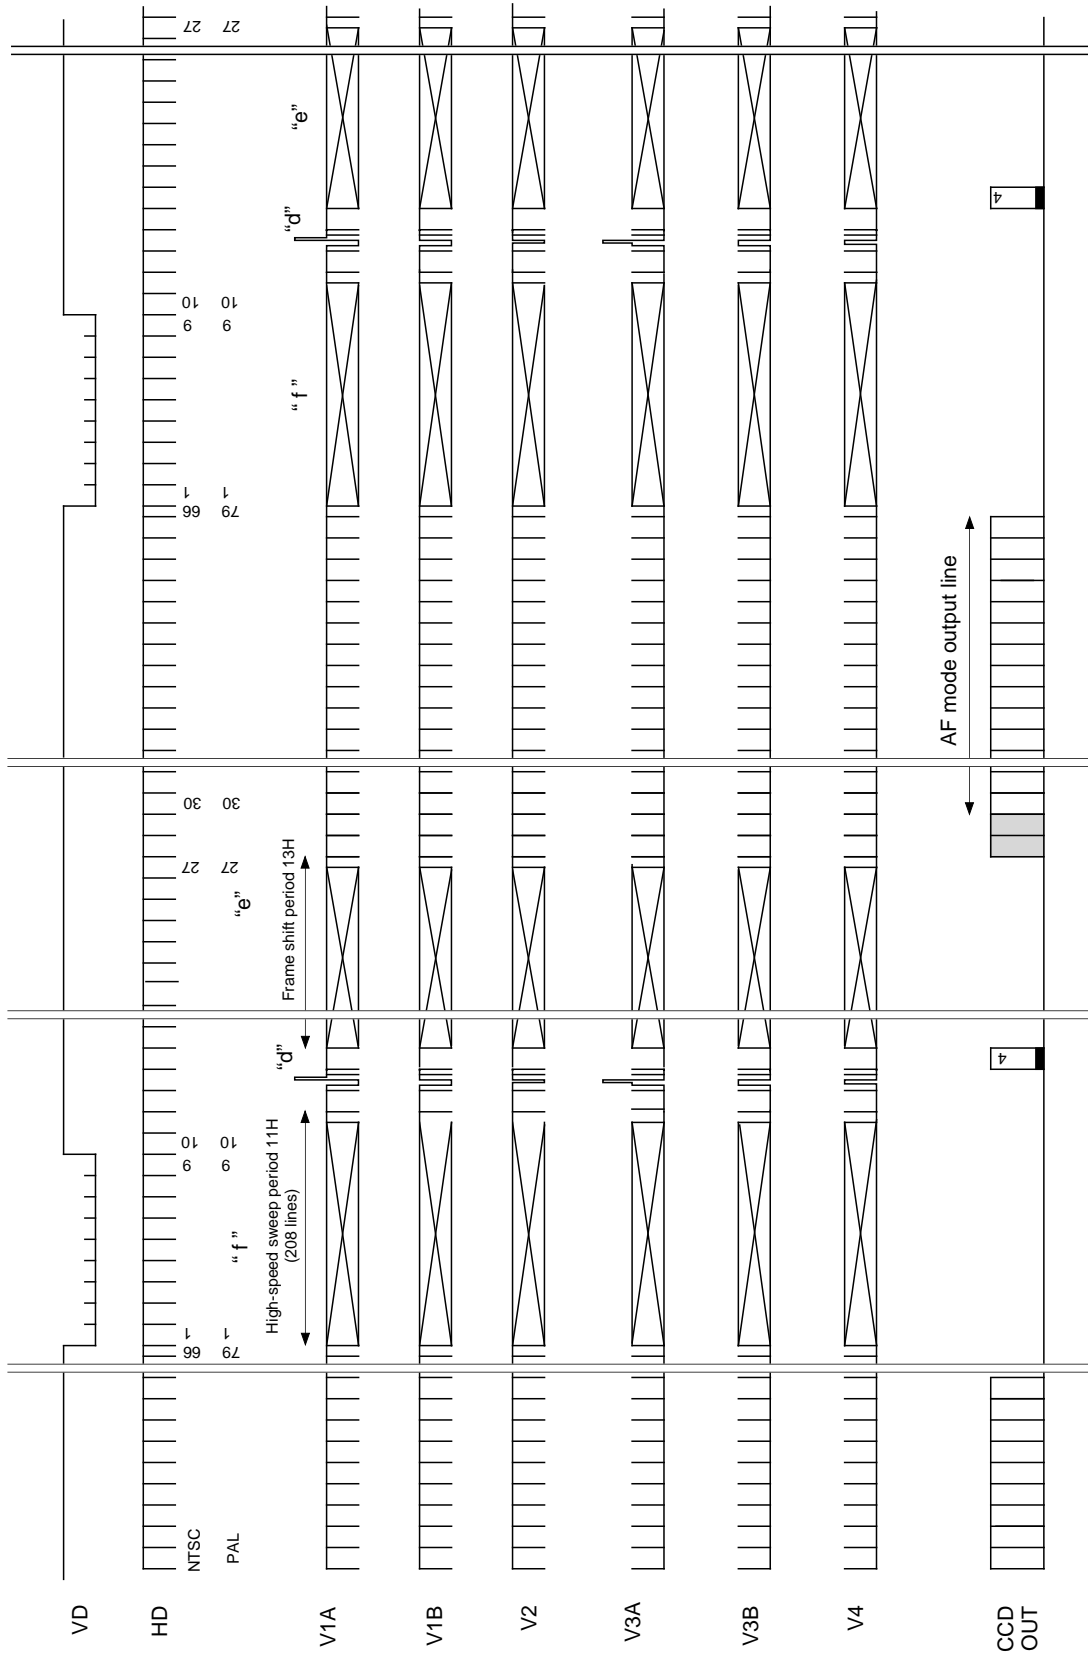 VD
HD
NTSC 66 1 9 10 27 30 66 1 9 10 27
PAL 79 1 9 10 27 30 79 1 9 10 27
“ f ” “e”
High-speed sweep period 11H
(208 lines)
“d”
Frame shift period 13H
“ f ” “d” “e”
V1A
V1B
V2
V3A
V3B
V4
AF mode output line
CCD
OUT
4 4